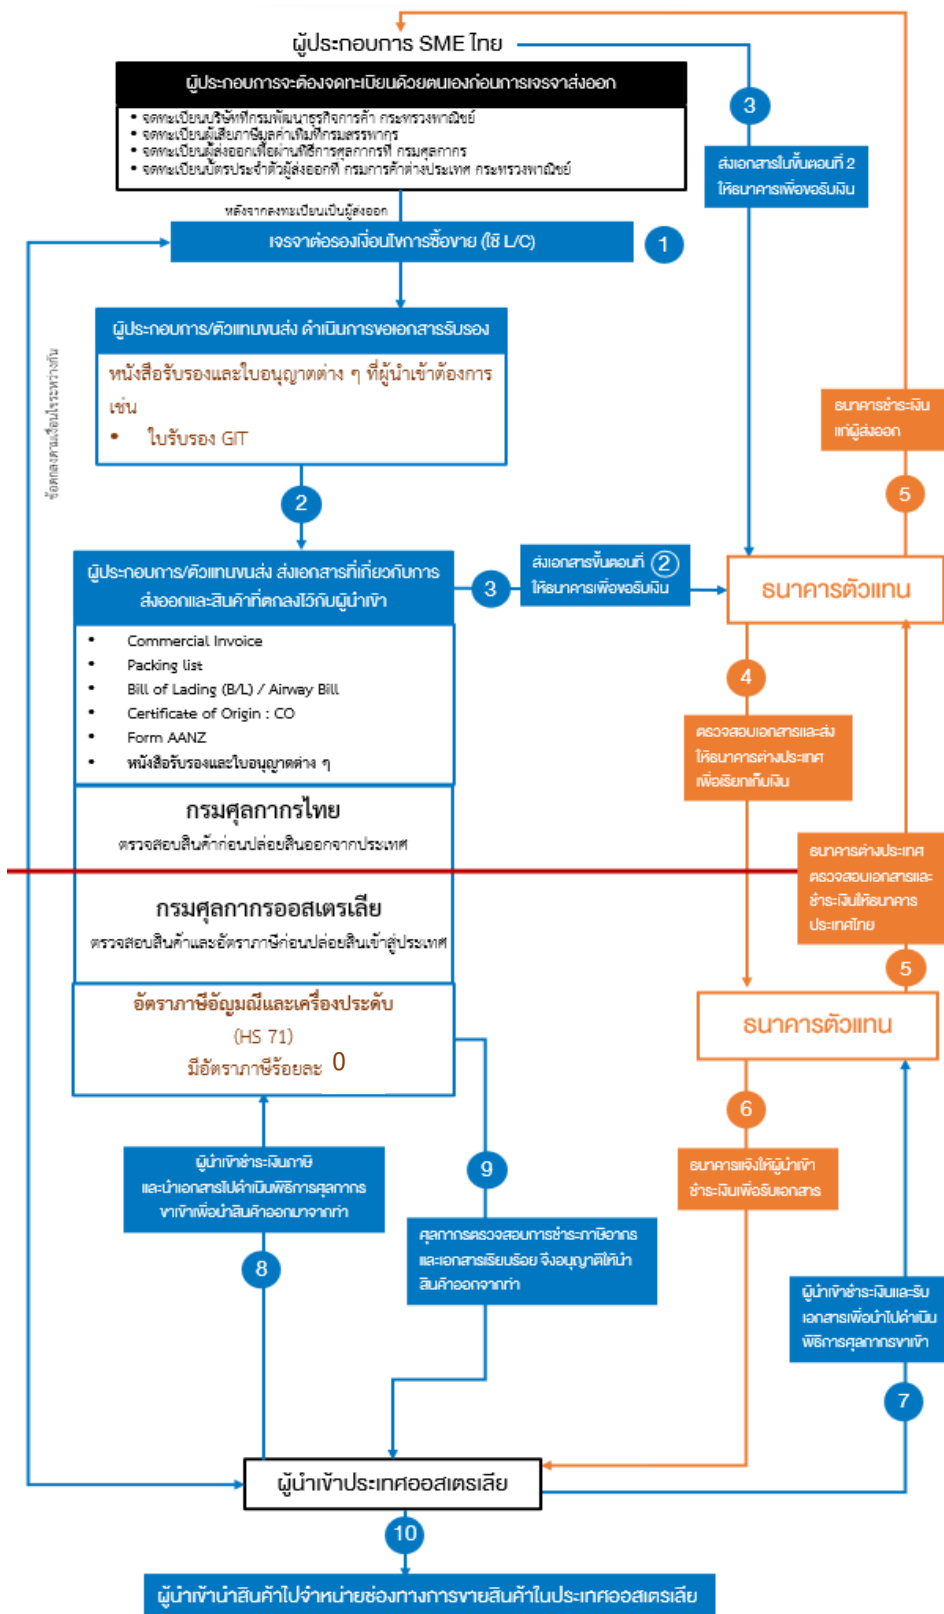 ผู้ประกอบการ SME ไทย
ผู้ประกอบการจะต้องจดทะเบียนด้วยตนเองก่อนการเจรจาส่งออก
• จดทะเบียนบริษัทที่กรมพัฒนาธุรกิจการค้า กระทรวงพาณิชย์
• จดทะเบียนผู้เสียภาษีมูลค่าเพิ่มที่กรมสรรพากร
• จดทะเบียนผู้ส่งออกเพื่อผ่านพิธีการศุลกากรที่ กรมศุลกากร
• จดทะเบียนบัตรประจำตัวผู้ส่งออกที่ กรมการค้าต่างประเทศ กระทรวงพาณิชย์
3
ส่งเอกสารในขั้นตอนที่ 2
ให้ธนาคารเพื่อขอรับเงิน
หลังจากลงทะเบียนเป็นผู้ส่งออก
เจรจาต่อรองเงื่อนไขการซื้อขาย (ใช้ L/C)
1
ผู้ประกอบการ/ตัวแทนขนส่ง ดำเนินการขอเอกสารรับรอง
หนังสือรับรองและใบอนุญาตต่าง ๆ ที่ผู้นำเข้าต้องการ
เช่น
• ใบรับรอง GIT
ข้อตกลงตามเงื่อนไขระหว่างกัน
ธนาคารชำระเงิน
แก่ผู้ส่งออก
5
2
ผู้ประกอบการ/ตัวแทนขนส่ง ส่งเอกสารที่เกี่ยวกับการ
ส่งออกและสินค้าที่ตกลงไว้กับผู้นำเข้า
3
ส่งเอกสารขั้นตอนที่ 2
ให้ธนาคารเพื่อขอรับเงิน
ธนาคารตัวแทน
• Commercial Invoice
• Packing list
• Bill of Lading (B/L) / Airway Bill
• Certificate of Origin : CO
• Form AANZ
• หนังสือรับรองและใบอนุญาตต่าง ๆ
4
ตรวจสอบเอกสารและส่ง
ให้ธนาคารต่างประเทศ
เพื่อเรียกเก็บเงิน
กรมศุลกากรไทย
ตรวจสอบสินค้าก่อนปล่อยสินออกจากประเทศ
ธนาคารต่างประเทศ
ตรวจสอบเอกสารและ
ชำระเงินให้ธนาคาร
ประเทศไทย
5
กรมศุลกากรออสเตรเลีย
ตรวจสอบสินค้าและอัตราภาษีก่อนปล่อยสินเข้าสู่ประเทศ
อัตราภาษีอัญมณีและเครื่องประดับ
(HS 71)
มีอัตราภาษีร้อยละ 0
ธนาคารตัวแทน
6
ธนาคารแจ้งให้ผู้นำเข้า
ชำระเงินเพื่อรับเอกสาร
ผู้นำเข้าชำระเงินภาษี
และนำเอกสารไปดำเนินพิธีการศุลกากร
ขาเข้าเพื่อนำสินค้าออกมาจากท่า
8
9
ศุลกากรตรวจสอบการชำระภาษีอากร
และเอกสารเรียบร้อย จึงอนุญาติให้นำ
สินค้าออกจากท่า
ผู้นำเข้าชำระเงินและรับ
เอกสารเพื่อนำไปดำเนิน
พิธีการศุลกากรขาเข้า
7
ผู้นำเข้าประเทศออสเตรเลีย
10
ผู้นำเข้านำสินค้าไปจำหน่ายช่องทางการขายสินค้าในประเทศออสเตรเลีย